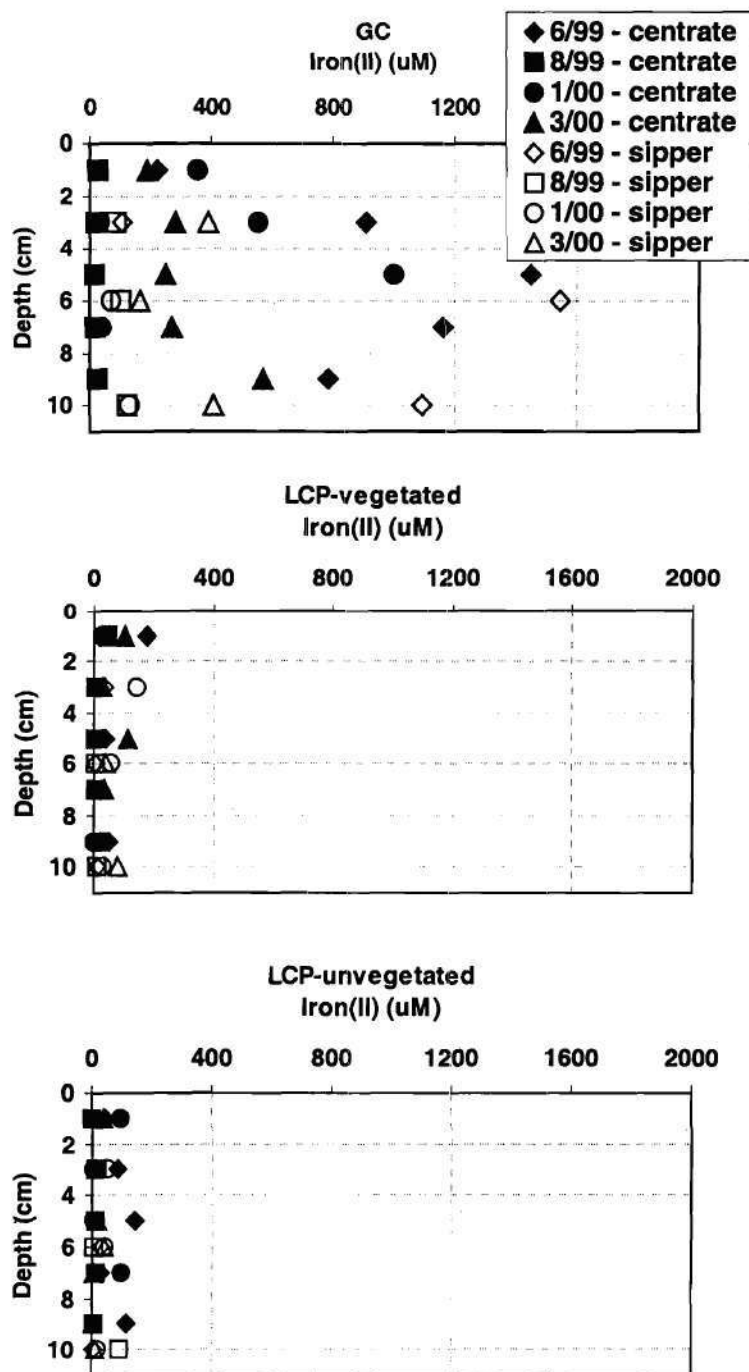 GC
Iron(II) (uM)
0 400 1200
6/99 - centrate
8/99 - centrate
1/00 - centrate
3/00 - centrate
6/99 - sipper
8/99 - sipper
1/00 - sipper
3/00 - sipper
Depth (cm)
0
2
4
6
8
10
LCP-vegetated
Iron(II) (uM)
0 400 800 1200 1600 2000
Depth (cm)
0
2
4
6
8
10
LCP-unvegetated
Iron(II) (uM)
0 400 800 1200 1600 2000
Depth (cm)
0
2
4
6
8
10